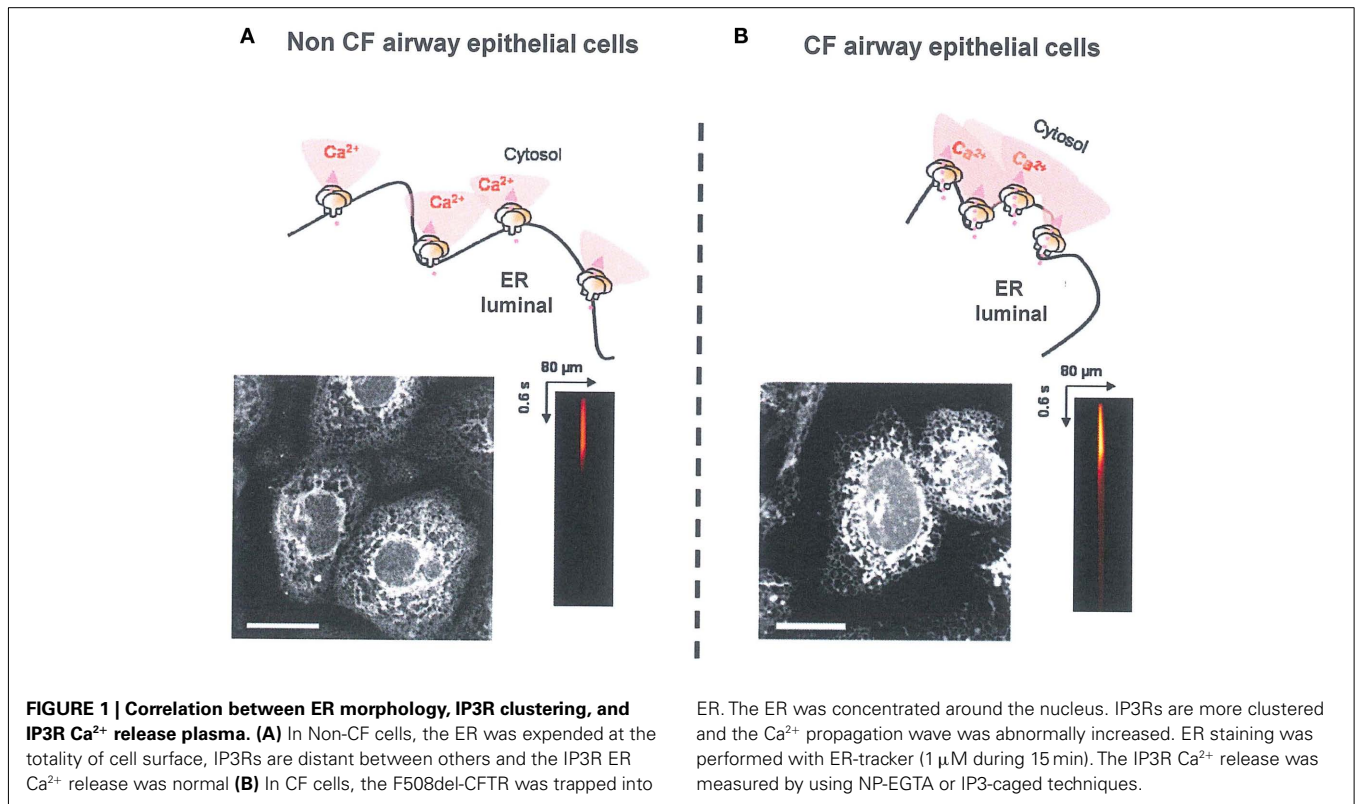 A Non CF airway epithelial cells
B CF airway epithelial cells
Ca²⁺
Cytosol
Ca²⁺
Ca²⁺
ER
luminal
Cytosol
Ca²⁺
Ca²⁺
ER
luminal
80 µm
0.6 s
80 µm
0.6 s
FIGURE 1 | Correlation between ER morphology, IP3R clustering, and
IP3R Ca²⁺ release plasma. (A) In Non-CF cells, the ER was expended at the
totality of cell surface, IP3Rs are distant between others and the IP3R ER
Ca²⁺ release was normal (B) In CF cells, the F508del-CFTR was trapped into
ER. The ER was concentrated around the nucleus. IP3Rs are more clustered
and the Ca²⁺ propagation wave was abnormally increased. ER staining was
performed with ER-tracker (1 µM during 15 min). The IP3R Ca²⁺ release was
measured by using NP-EGTA or IP3-caged techniques.